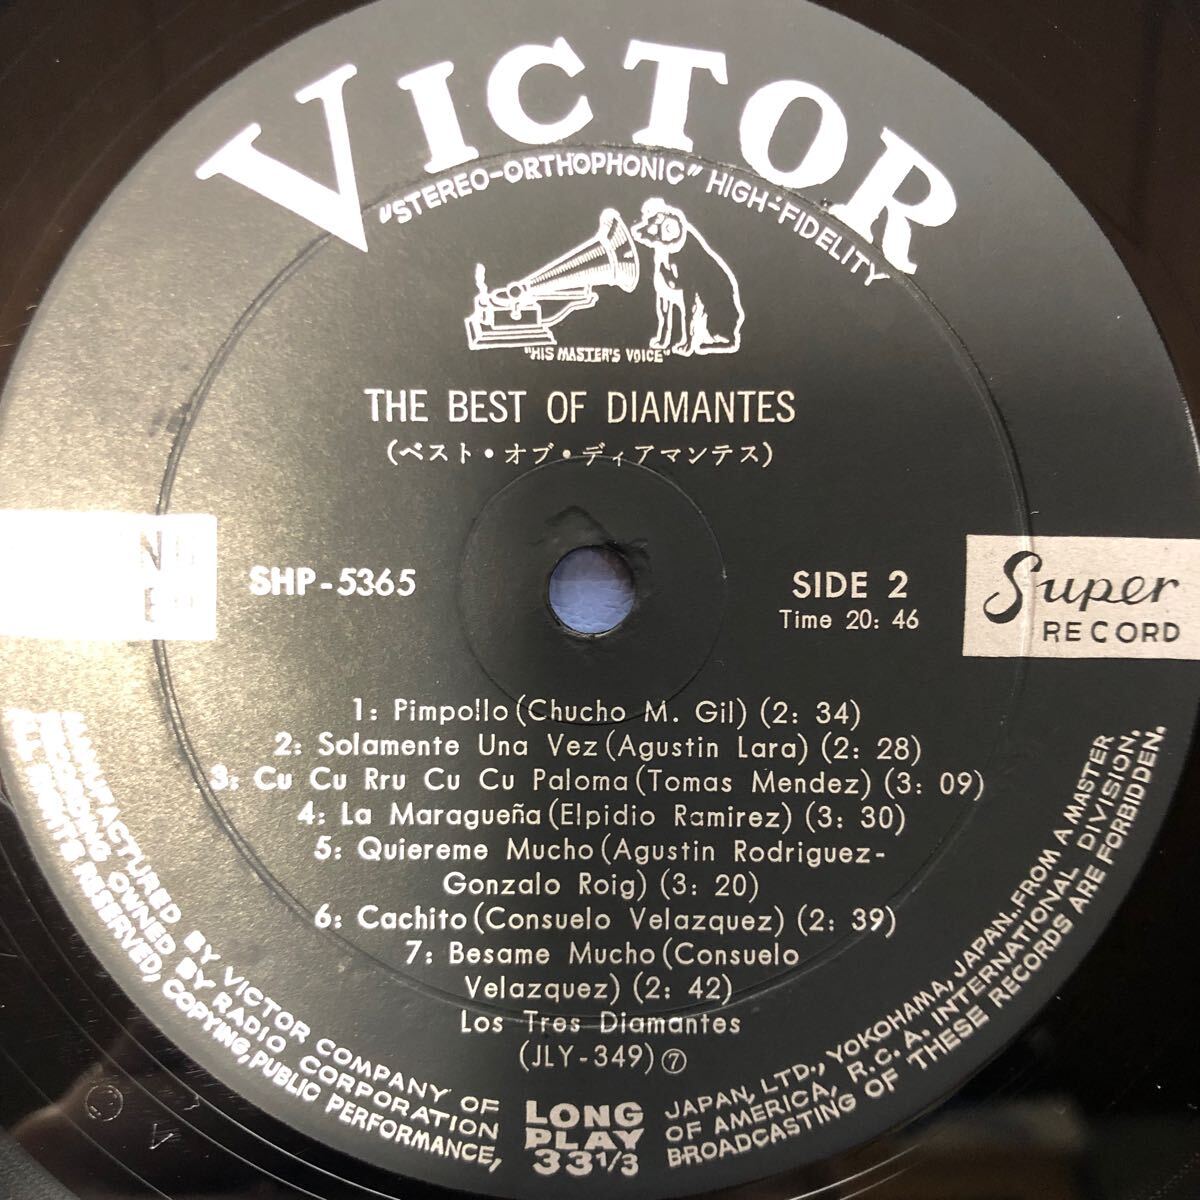 VICTOR
"STEREO-ORTHOPHONIC" HIGH-FIDELITY
"HIS MASTER'S VOICE"
THE BEST OF DIAMANTES
(ベスト・オブ・ディアマンテス)
SHP-5365
SIDE 2
Time 20: 46
Super
RECORD
1: Pimpollo (Chucho M. Gil) (2: 34)
2: Solamente Una Vez (Agustin Lara) (2: 28)
3: Cu Cu Rru Cu Cu Paloma (Tomas Mendez) (3: 09)
4: La Maragueña (Elpidio Ramirez) (3: 30)
5: Quiereme Mucho (Agustin Rodriguez-
Gonzalo Roig) (3: 20)
6: Cachito (Consuelo Velazquez) (2: 39)
7: Besame Mucho (Consuelo
Velazquez) (2: 42)
Los Tres Diamantes
(JLY-349) ⑦
LONG
PLAY
33 1/3
MANUFACTURED BY VICTOR COMPANY OF JAPAN, LTD., YOKOHAMA, JAPAN. FROM A MASTER
RECORDING OWNED BY RADIO CORPORATION OF AMERICA, R.C.A. INTERNATIONAL DIVISION.
ALL RIGHTS RESERVED, COPYING, PUBLIC PERFORMANCE, BROADCASTING OF THESE RECORDS ARE FORBIDDEN.